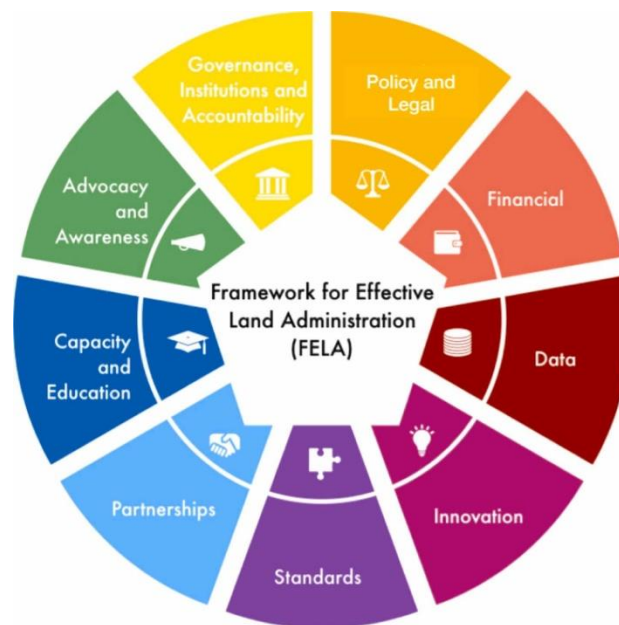 Governance,
Institutions and
Accountability
Policy and
Legal
Financial
Data
Innovation
Standards
Partnerships
Capacity
and
Education
Advocacy
and
Awareness
Framework for Effective
Land Administration
(FELA)